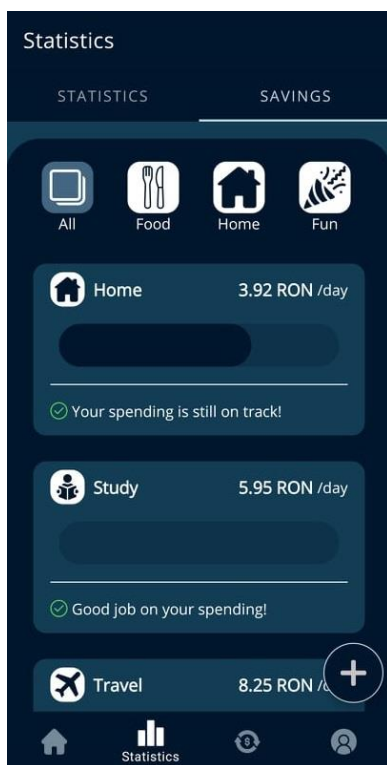 Statistics
STATISTICS SAVINGS
All Food Home Fun
Home 3.92 RON /day
Your spending is still on track!
Study 5.95 RON /day
Good job on your spending!
Travel 8.25 RON
Statistics